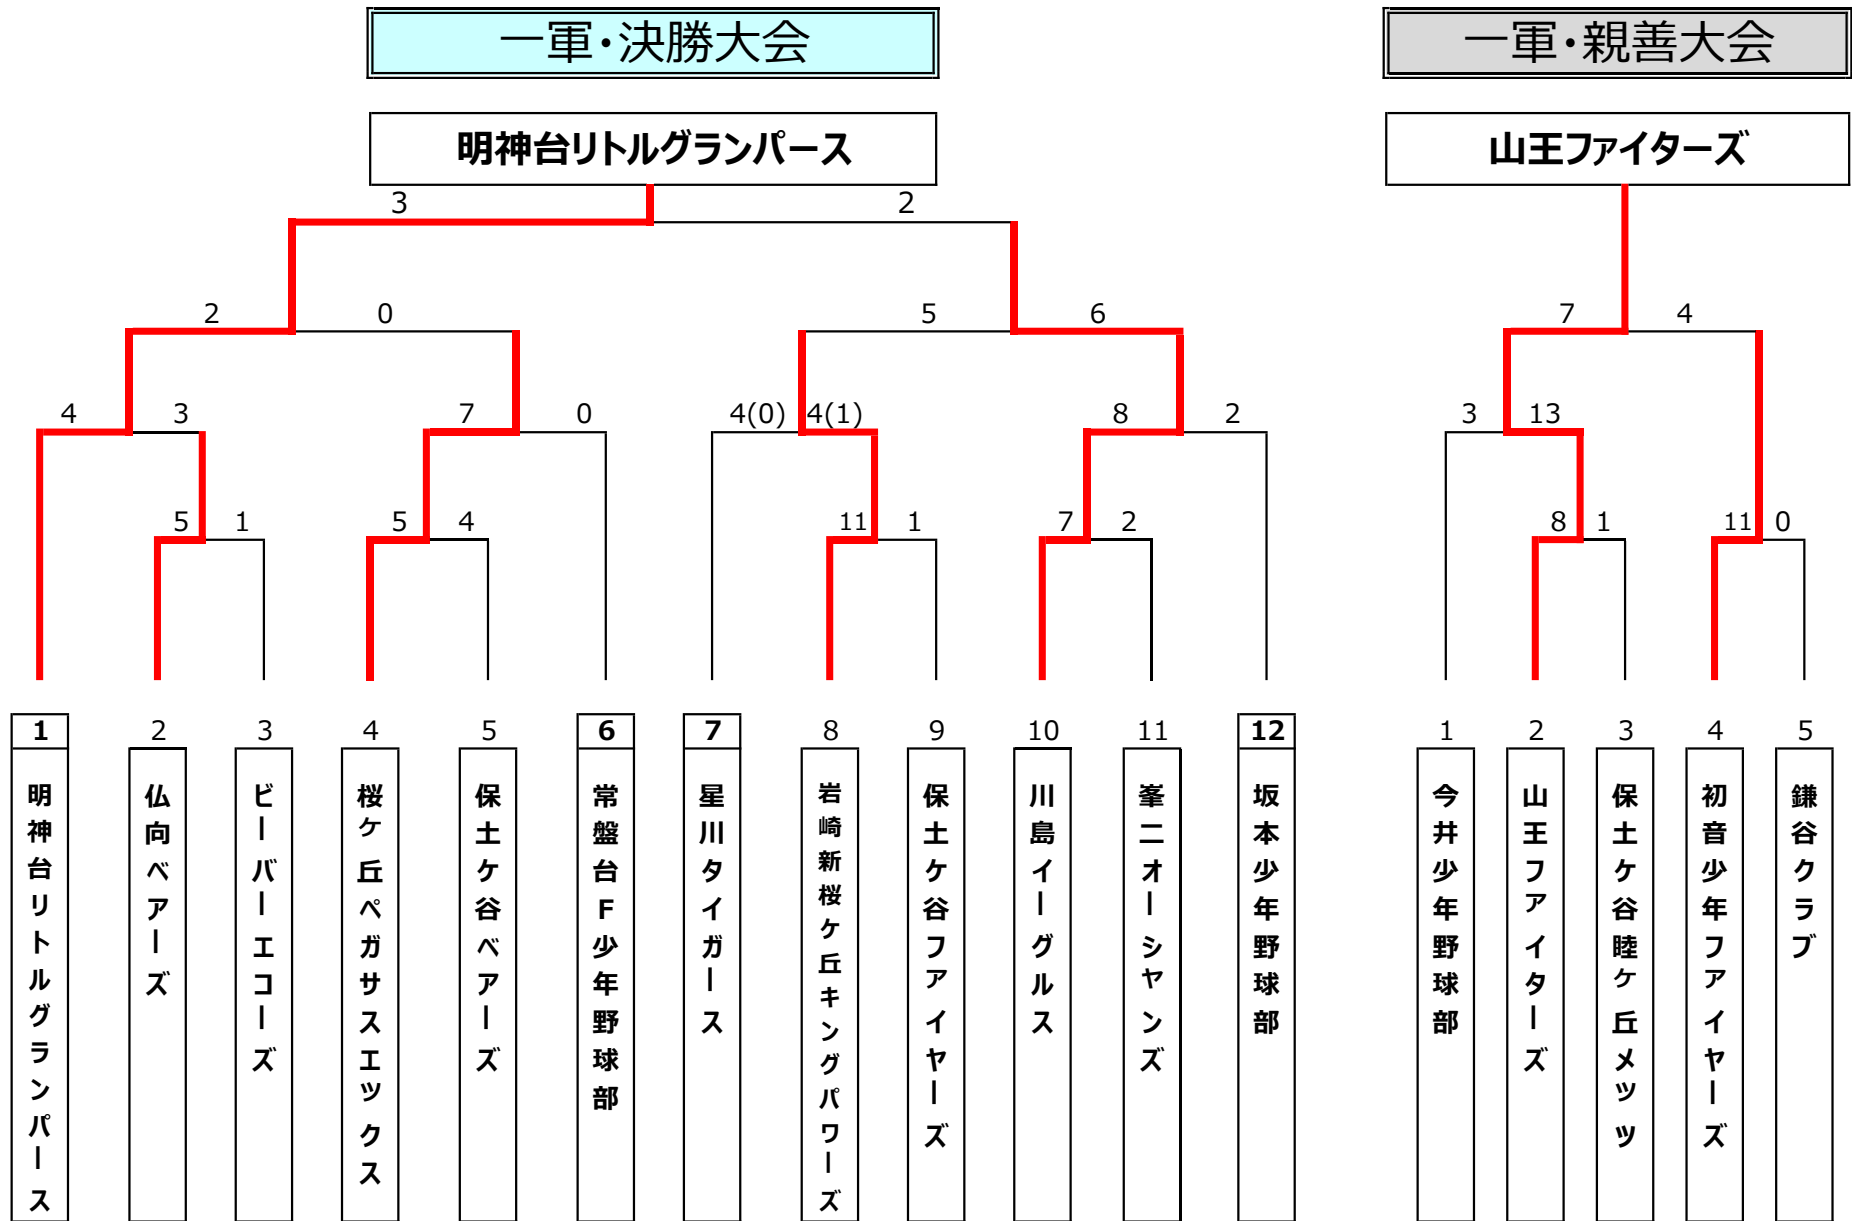 一軍・決勝大会
一軍・親善大会
明神台リトルグランパース
山王ファイターズ
3 2
2 0 5 6 7 4
4 3 7 0 4(0) 4(1) 8 2 3 13
5 1 5 4 11 1 7 2 8 1 11 0
1 2 3 4 5 6 7 8 9 10 11 12 1 2 3 4 5
明神台リトルグランパース
仏向ベアーズ
ビーバーエコーズ
桜ケ丘ペガサスエックス
保土ケ谷ベアーズ
常盤台F少年野球部
星川タイガース
岩崎新桜ケ丘キングパワーズ
保土ケ谷ファイヤーズ
川島イーグルス
峯二オーシャンズ
坂本少年野球部
今井少年野球部
山王ファイターズ
保土ケ谷睦ケ丘メッツ
初音少年ファイヤーズ
鎌谷クラブ